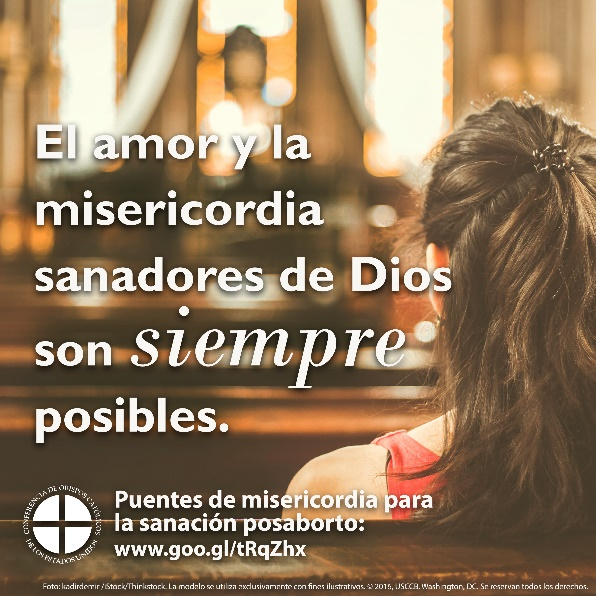 El amor y la
misericordia
sanadores de Dios
son siempre
posibles.
CONFERENCIA DE OBISPOS CATÓLICOS
DE LOS ESTADOS UNIDOS
Puentes de misericordia para
la sanación posaborto:
www.goo.gl/tRqZhx
Foto: kadirdemir /iStock/Thinkstock. La modelo se utiliza exclusivamente con fines ilustrativos. © 2016, USCCB. Washington, DC. Se reservan todos los derechos.